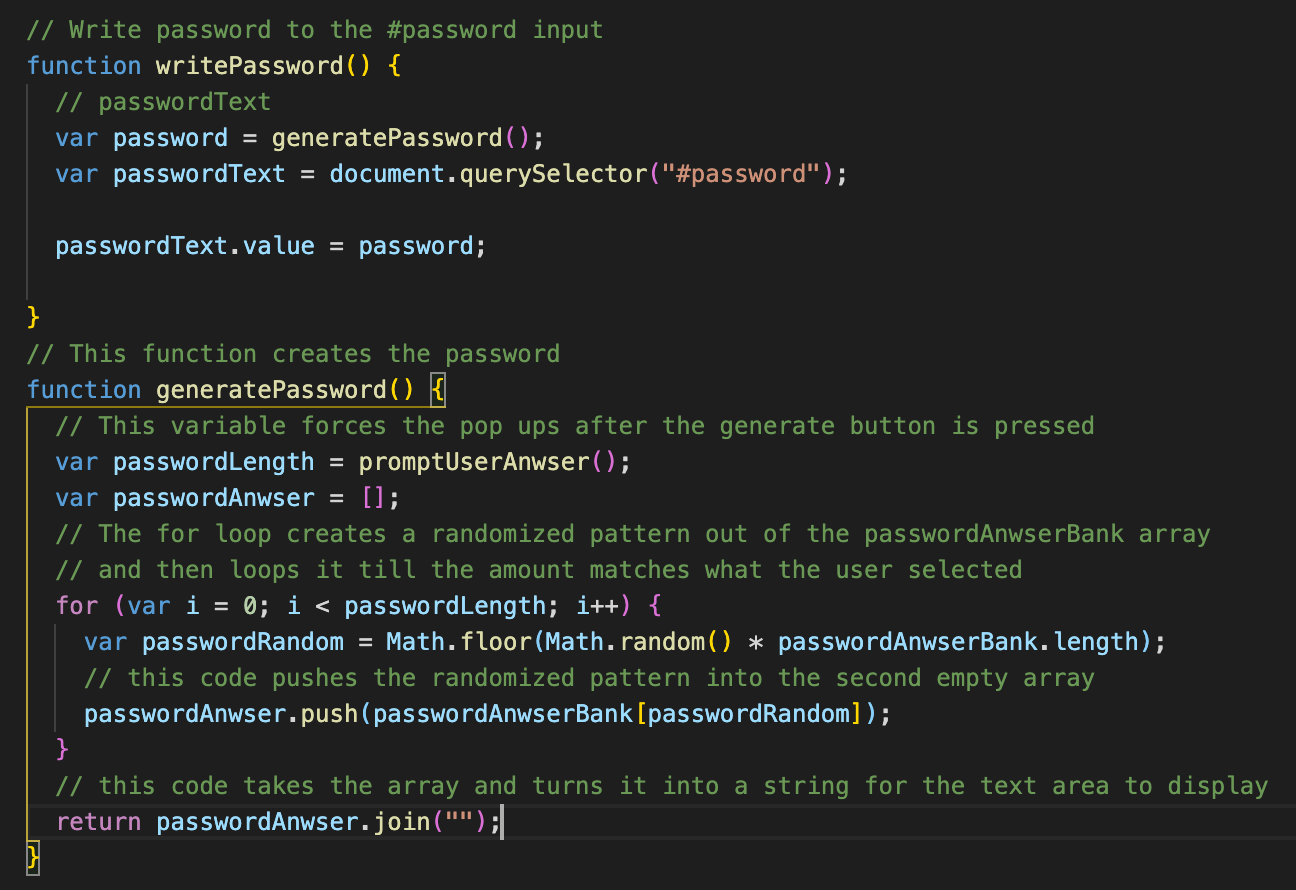 // Write password to the #password input
function writePassword() {
  // passwordText
  var password = generatePassword();
  var passwordText = document.querySelector("#password");

  passwordText.value = password;

}
// This function creates the password
function generatePassword() {
  // This variable forces the pop ups after the generate button is pressed
  var passwordLength = promptUserAnwser();
  var passwordAnwser = [];
  // The for loop creates a randomized pattern out of the passwordAnwserBank array
  // and then loops it till the amount matches what the user selected
  for (var i = 0; i < passwordLength; i++) {
    var passwordRandom = Math.floor(Math.random() * passwordAnwserBank.length);
    // this code pushes the randomized pattern into the second empty array
    passwordAnwser.push(passwordAnwserBank[passwordRandom]);
  }
  // this code takes the array and turns it into a string for the text area to display
  return passwordAnwser.join("");
}